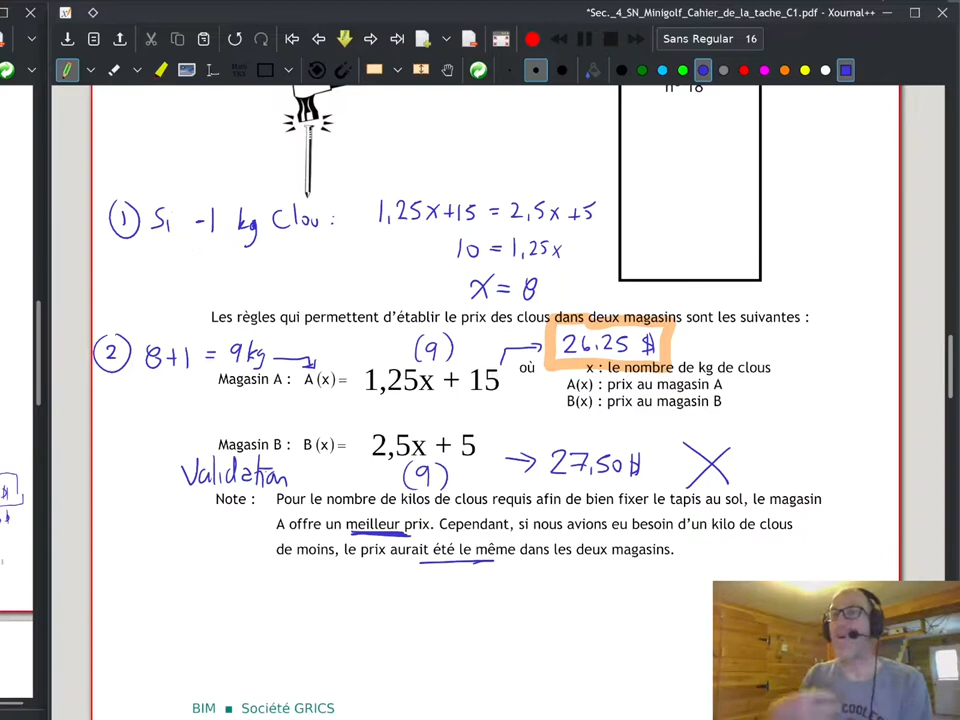 *Sec._4_SN_Minigolf_Cahier_de_la_tache_C1.pdf - Xournal++
Sans Regular 16
n° 18
① Si -1 kg Clou : 1,25x+15 = 2,5x+5
10 = 1,25x
x = 8
Les règles qui permettent d'établir le prix des clous dans deux magasins sont les suivantes :
② 8+1 = 9kg → (9) → 26.25 $
Magasin A : A (x) = 1,25x + 15 où x : le nombre de kg de clous
A(x) : prix au magasin A
B(x) : prix au magasin B
Magasin B : B (x) = 2,5x + 5
Validation (9) → 27,50$ X
Note : Pour le nombre de kilos de clous requis afin de bien fixer le tapis au sol, le magasin
A offre un meilleur prix. Cependant, si nous avions eu besoin d'un kilo de clous
de moins, le prix aurait été le même dans les deux magasins.
BIM ■ Société GRICS